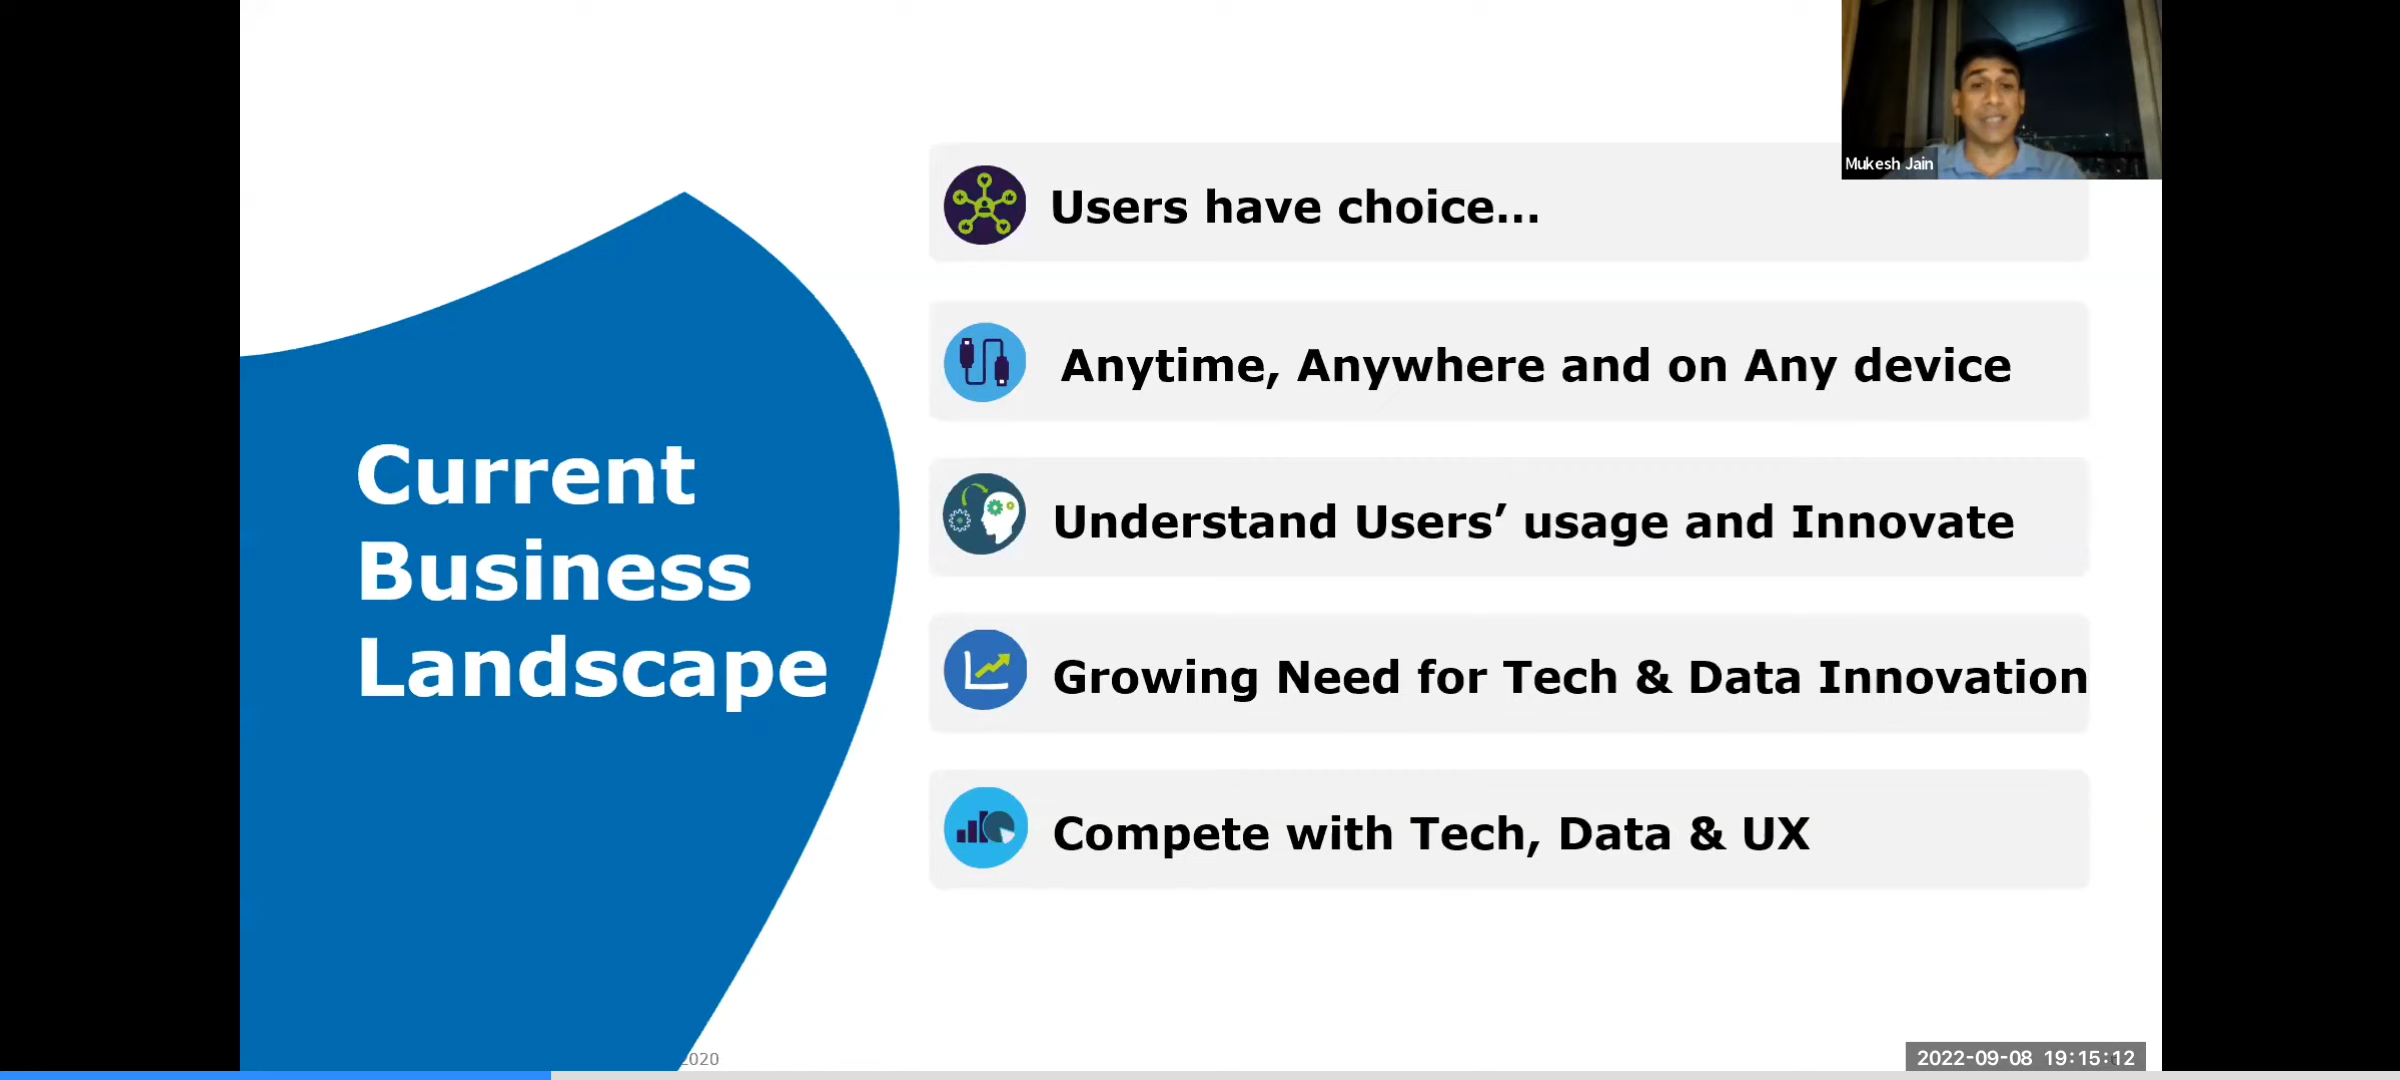 Mukesh Jain
Users have choice...
Anytime, Anywhere and on Any device
Current
Business
Landscape
Understand Users’ usage and Innovate
Growing Need for Tech & Data Innovation
Compete with Tech, Data & UX
2020
2022-09-08 19:15:12